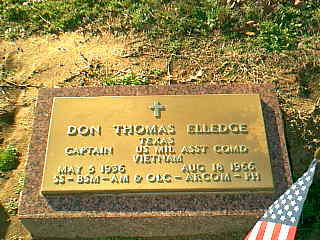 DON THOMAS ELLEDGE
TEXAS
CAPTAIN US MIL ASST COMD
VIETNAM
MAY 5 1936 AUG 18 1966
SS-BSM-AM & OLC-ARCOM-PH